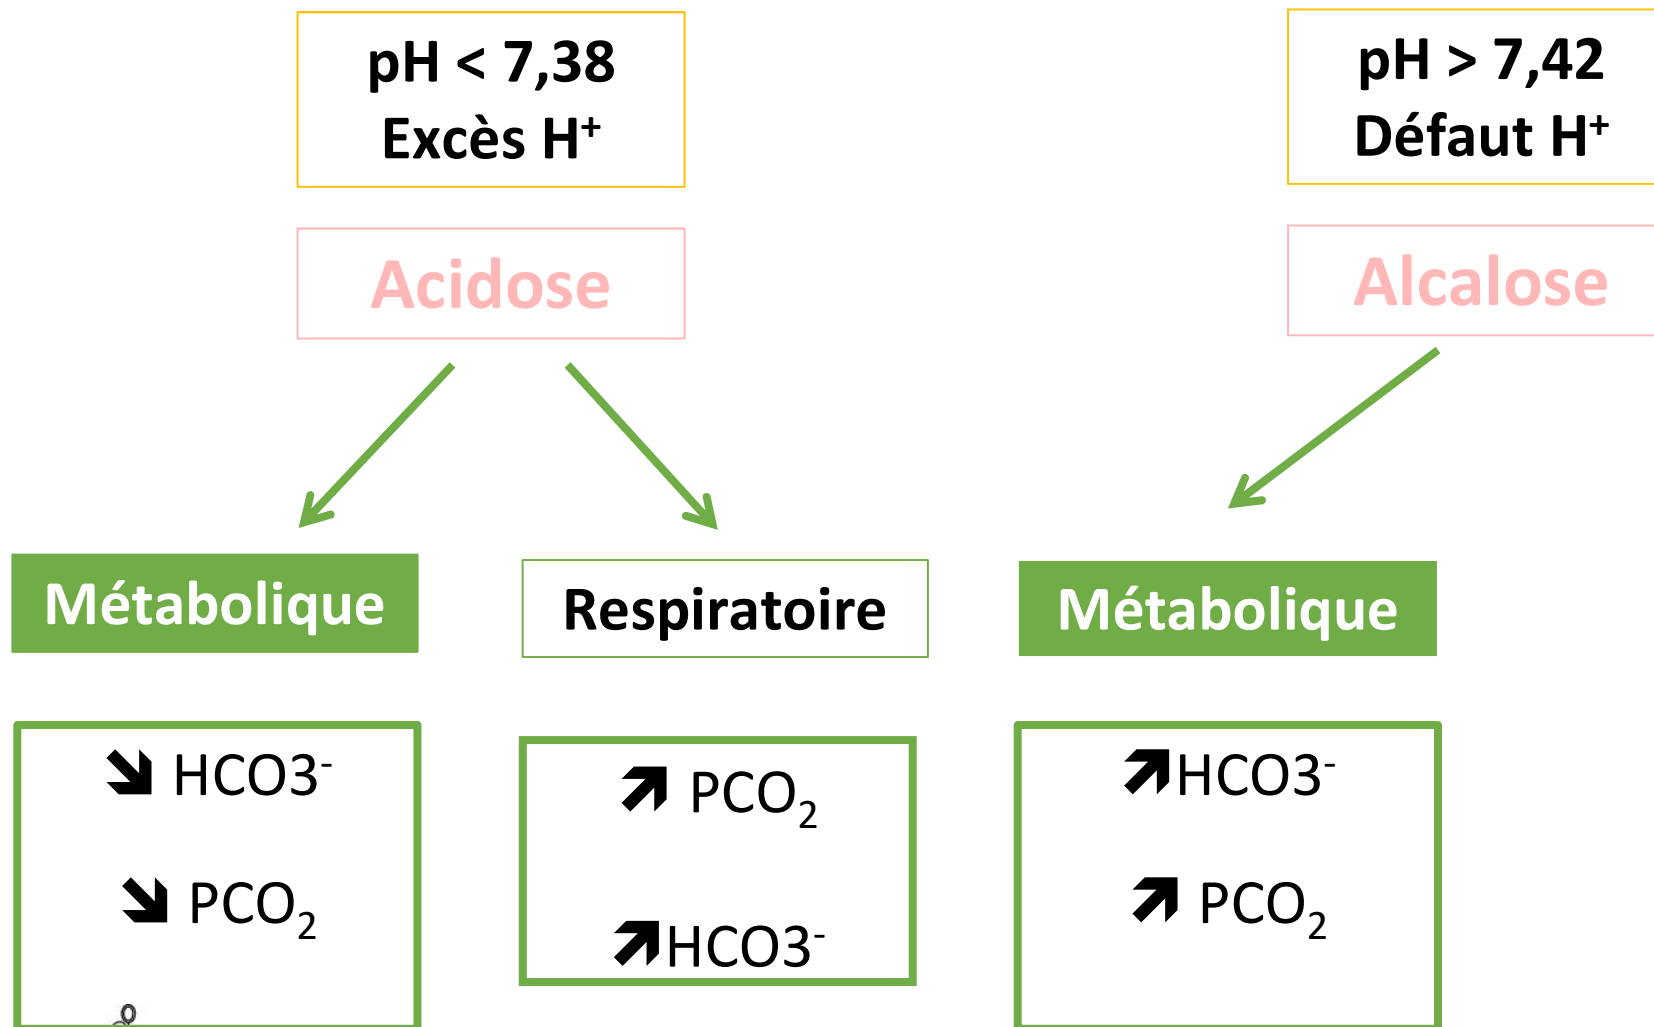 pH < 7,38
Excès H⁺
Acidose
pH > 7,42
Défaut H⁺
Alcalose
Métabolique
Respiratoire
Métabolique
⬊ HCO3⁻
⬊ PCO₂
⬈ PCO₂
⬈HCO3⁻
⬈HCO3⁻
⬈ PCO₂